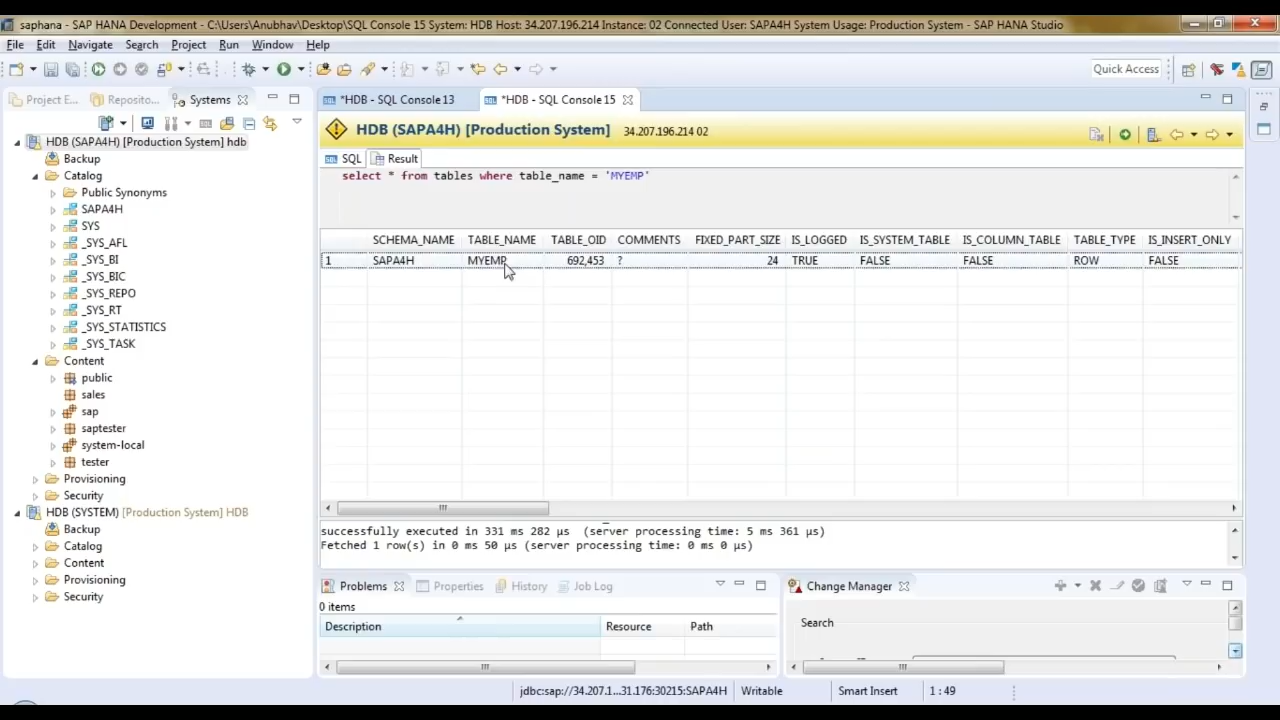 saphana - SAP HANA Development - C:\Users\Anubhav\Desktop\SQL Console 15 System: HDB Host: 34.207.196.214 Instance: 02 Connected User: SAPA4H System Usage: Production System - SAP HANA Studio
File Edit Navigate Search Project Run Window Help
Quick Access
Project E... Reposito... Systems
*HDB - SQL Console 13 *HDB - SQL Console 15
HDB (SAPA4H) [Production System] 34.207.196.214 02
SQL Result
select * from tables where table_name = 'MYEMP'
SCHEMA_NAME TABLE_NAME TABLE_OID COMMENTS FIXED_PART_SIZE IS_LOGGED IS_SYSTEM_TABLE IS_COLUMN_TABLE TABLE_TYPE IS_INSERT_ONLY
1 SAPA4H MYEMP 692,453 ? 24 TRUE FALSE FALSE ROW FALSE
HDB (SAPA4H) [Production System] hdb
Backup
Catalog
Public Synonyms
SAPA4H
SYS
_SYS_AFL
_SYS_BI
_SYS_BIC
_SYS_REPO
_SYS_RT
_SYS_STATISTICS
_SYS_TASK
Content
public
sales
sap
saptester
system-local
tester
Provisioning
Security
HDB (SYSTEM) [Production System] HDB
Backup
Catalog
Content
Provisioning
Security
successfully executed in 331 ms 282 µs (server processing time: 5 ms 361 µs)
Fetched 1 row(s) in 0 ms 50 µs (server processing time: 0 ms 0 µs)
Problems Properties History Job Log
0 items
Description Resource Path
Change Manager
Search
jdbc:sap://34.207.1...31.176:30215:SAPA4H Writable Smart Insert 1 : 49